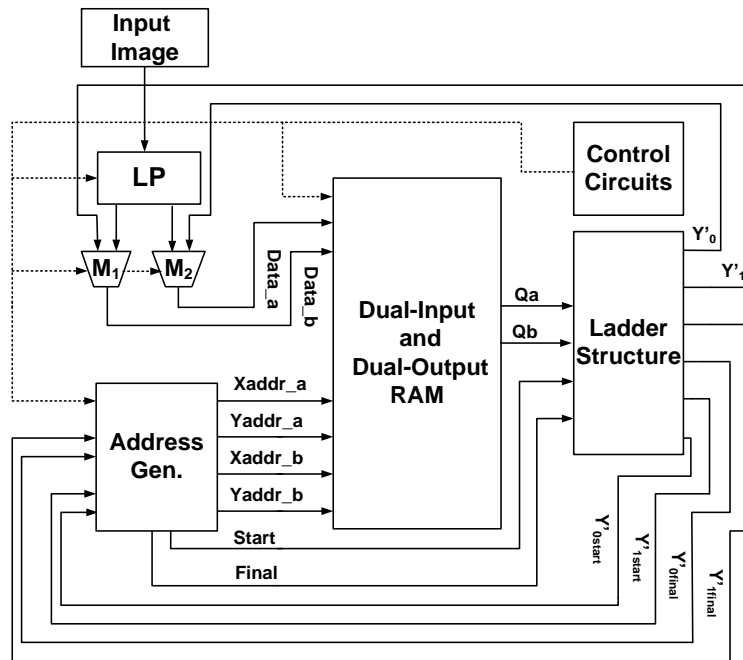 Input
Image
LP
Control
Circuits
Y'0
M1
M2
Y'1
Data_a
Data_b
Qa
Qb
Dual-Input
and
Dual-Output
RAM
Ladder
Structure
Xaddr_a
Yaddr_a
Xaddr_b
Yaddr_b
Address
Gen.
Start
Final
Y'0start
Y'1start
Y'0final
Y'1final